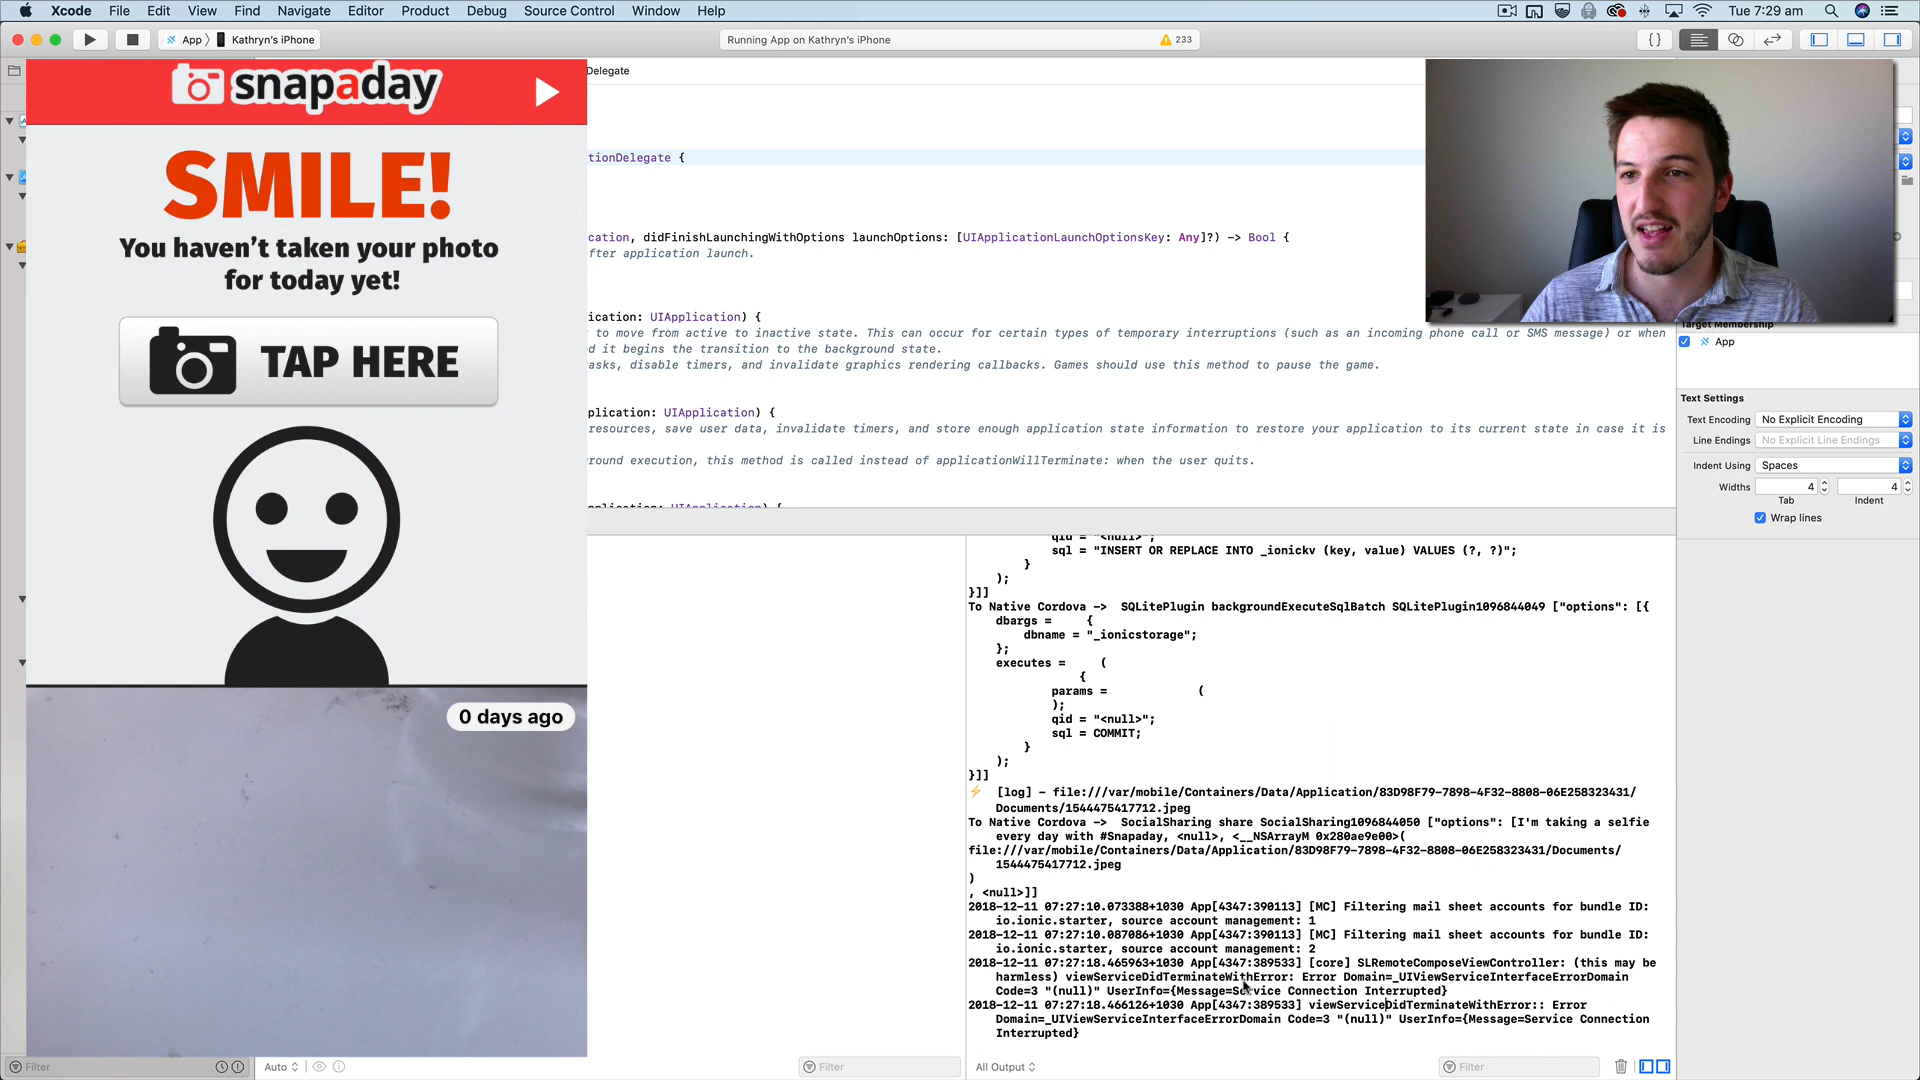 Xcode File Edit View Find Navigate Editor Product Debug Source Control Window Help Tue 7:29 am
App Kathryn's iPhone Running App on Kathryn's iPhone 233
snapaday
SMILE!
You haven't taken your photo
for today yet!
TAP HERE
0 days ago
Delegate
tionDelegate {
cation, didFinishLaunchingWithOptions launchOptions: [UIApplicationLaunchOptionsKey: Any]?) -> Bool {
fter application launch.
ication: UIApplication) {
to move from active to inactive state. This can occur for certain types of temporary interruptions (such as an incoming phone call or SMS message) or when
d it begins the transition to the background state.
asks, disable timers, and invalidate graphics rendering callbacks. Games should use this method to pause the game.
plication: UIApplication) {
resources, save user data, invalidate timers, and store enough application state information to restore your application to its current state in case it is
round execution, this method is called instead of applicationWillTerminate: when the user quits.
plication: UIApplication) {
qid = "<null>";
sql = "INSERT OR REPLACE INTO _ionickv (key, value) VALUES (?, ?)";
}
);
}]]
To Native Cordova -> SQLitePlugin backgroundExecuteSqlBatch SQLitePlugin1096844049 ["options": [{
dbargs = {
dbname = "_ionicstorage";
};
executes = (
{
params = (
);
qid = "<null>";
sql = COMMIT;
}
);
}]]
⚡ [log] - file:///var/mobile/Containers/Data/Application/83D98F79-7898-4F32-8808-06E258323431/
Documents/1544475417712.jpeg
To Native Cordova -> SocialSharing share SocialSharing1096844050 ["options": [I'm taking a selfie
every day with #Snapaday, <null>, <__NSArrayM 0x280ae9e00>(
file:///var/mobile/Containers/Data/Application/83D98F79-7898-4F32-8808-06E258323431/Documents/
1544475417712.jpeg
)
, <null>]]
2018-12-11 07:27:10.073388+1030 App[4347:390113] [MC] Filtering mail sheet accounts for bundle ID:
io.ionic.starter, source account management: 1
2018-12-11 07:27:10.087086+1030 App[4347:390113] [MC] Filtering mail sheet accounts for bundle ID:
io.ionic.starter, source account management: 2
2018-12-11 07:27:18.465963+1030 App[4347:389533] [core] SLRemoteComposeViewController: (this may be
harmless) viewServiceDidTerminateWithError: Error Domain=_UIViewServiceInterfaceErrorDomain
Code=3 "(null)" UserInfo={Message=Service Connection Interrupted}
2018-12-11 07:27:18.466126+1030 App[4347:389533] viewServiceDidTerminateWithError:: Error
Domain=_UIViewServiceInterfaceErrorDomain Code=3 "(null)" UserInfo={Message=Service Connection
Interrupted}
Target Membership
App
Text Settings
Text Encoding No Explicit Encoding
Line Endings No Explicit Line Endings
Indent Using Spaces
Widths 4 4
Tab Indent
Wrap lines
Filter Auto Filter All Output Filter